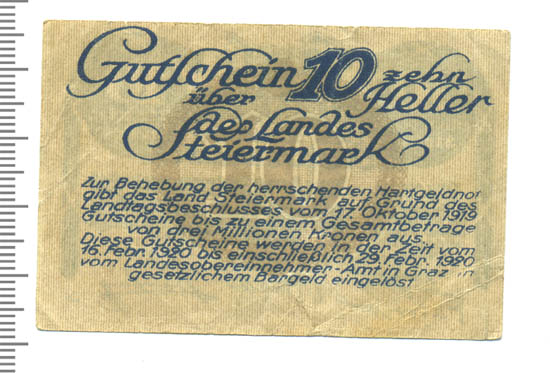 Gutschein 10 zehn
über Heller
des Landes
Steiermark
Zur Behebung der herrschenden Hartgeldnot
gibt das Land Steiermark auf Grund des
Landtagsbeschlusses vom 17. Oktober 1919
Gutscheine bis zu einem Gesamtbetrage
von drei Millionen Kronen aus.
Diese Gutscheine werden in der Zeit vom
16. Febr. 1920 bis einschließlich 29. Febr. 1920
vom Landesobereinnehmer-Amt in Graz in
gesetzlichem Bargeld eingelöst